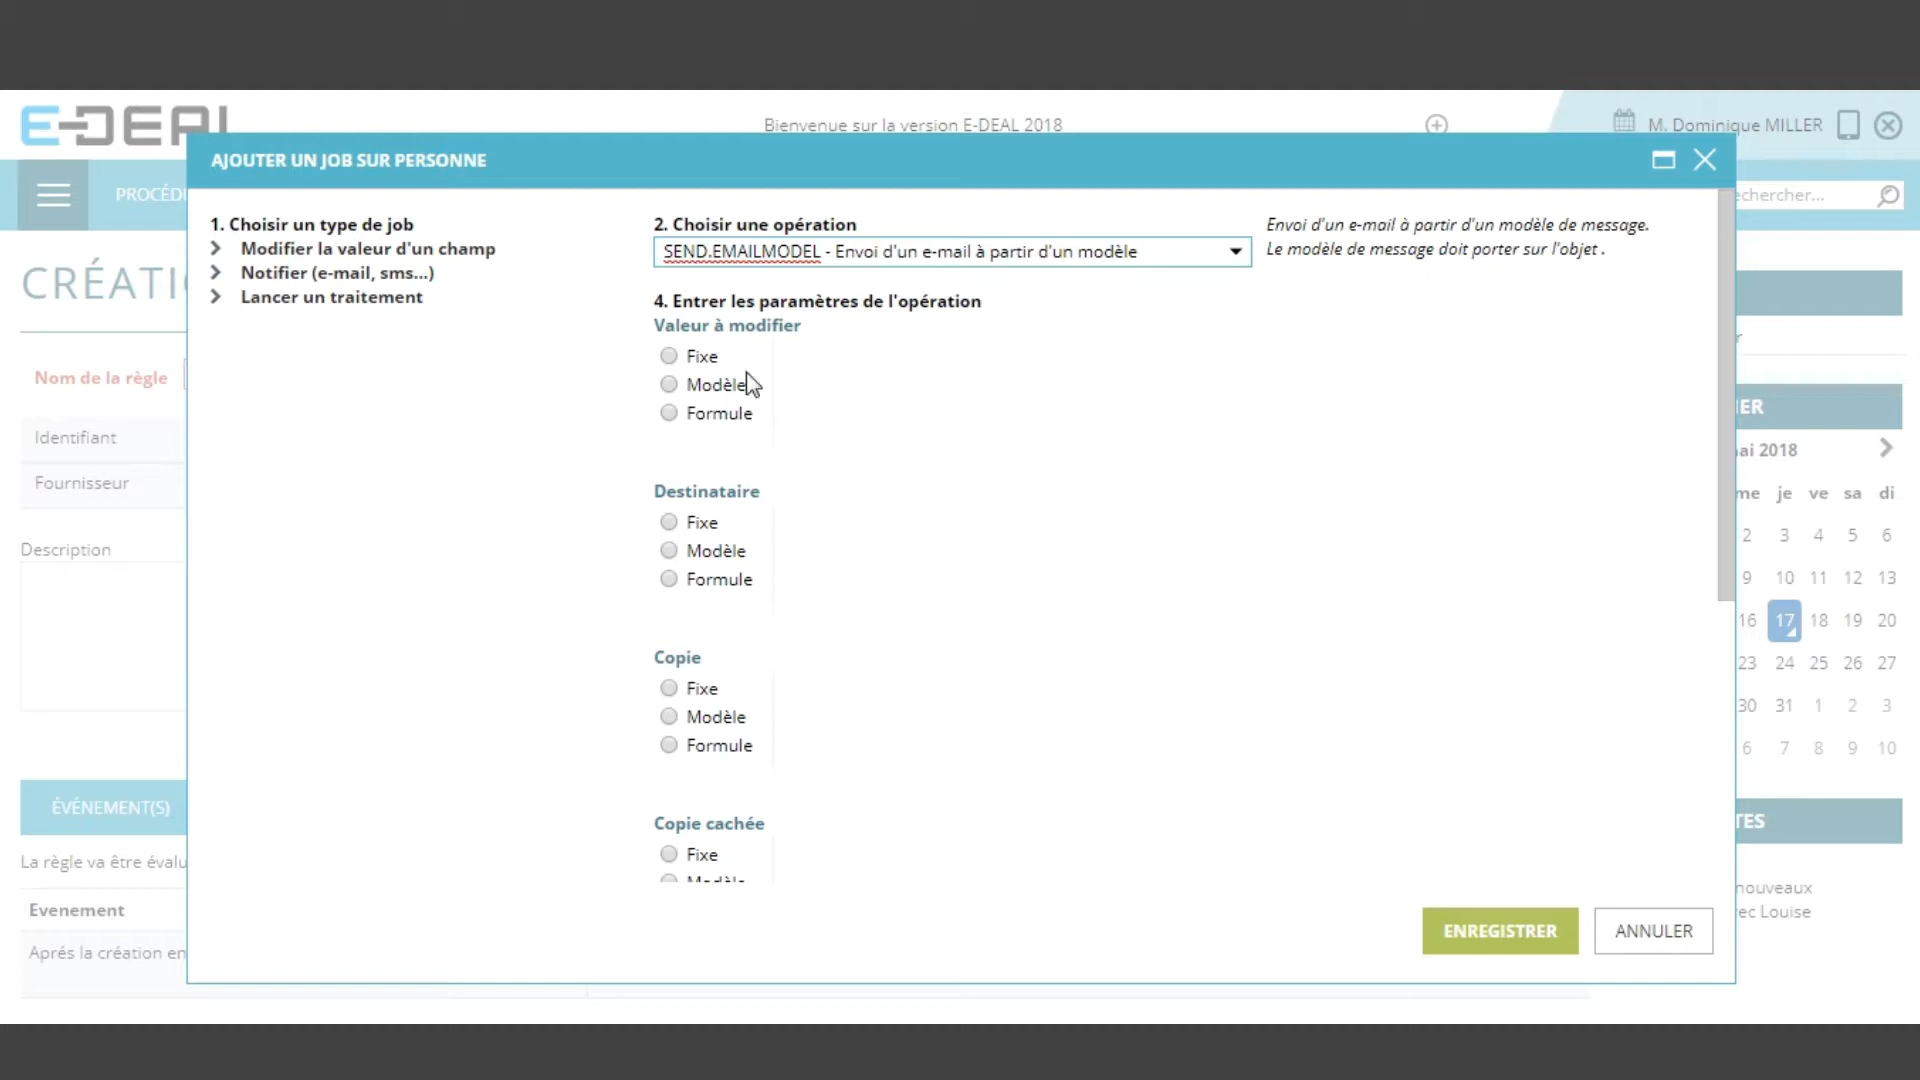 E-DEAL
Bienvenue sur la version E-DEAL 2018
M. Dominique MILLER
AJOUTER UN JOB SUR PERSONNE
PROCÉD
echercher...
1. Choisir un type de job
Modifier la valeur d'un champ
Notifier (e-mail, sms...)
Lancer un traitement
2. Choisir une opération
SEND.EMAILMODEL - Envoi d'un e-mail à partir d'un modèle
Envoi d'un e-mail à partir d'un modèle de message.
Le modèle de message doit porter sur l'objet .
4. Entrer les paramètres de l'opération
Valeur à modifier
Fixe
Modèle
Formule
Destinataire
Fixe
Modèle
Formule
Copie
Fixe
Modèle
Formule
Copie cachée
Fixe
Modèle
ENREGISTRER
ANNULER
CRÉATI
Nom de la règle
Identifiant
Fournisseur
Description
ÉVÉNEMENT(S)
La règle va être évalu
Evenement
Aprés la création en
r
IER
ai 2018
me je ve sa di
2 3 4 5 6
9 10 11 12 13
16 17 18 19 20
23 24 25 26 27
30 31 1 2 3
6 7 8 9 10
TES
nouveaux
ec Louise